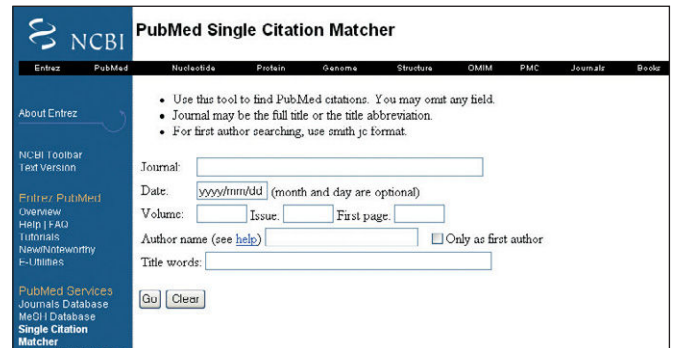 NCBI
PubMed Single Citation Matcher
Entrez PubMed Nucleotide Protein Genome Structure OMIM PMC Journals Books
About Entrez
NCBI Toolbar
Text Version
Entrez PubMed
Overview
Help | FAQ
Tutorials
New/Noteworthy
E-Utilities
PubMed Services
Journals Database
MeSH Database
Single Citation
Matcher
• Use this tool to find PubMed citations. You may omit any field.
• Journal may be the full title or the title abbreviation.
• For first author searching, use smith jc format.
Journal:
Date: yyyy/mm/dd (month and day are optional)
Volume: Issue: First page:
Author name (see help) Only as first author
Title words:
Go Clear